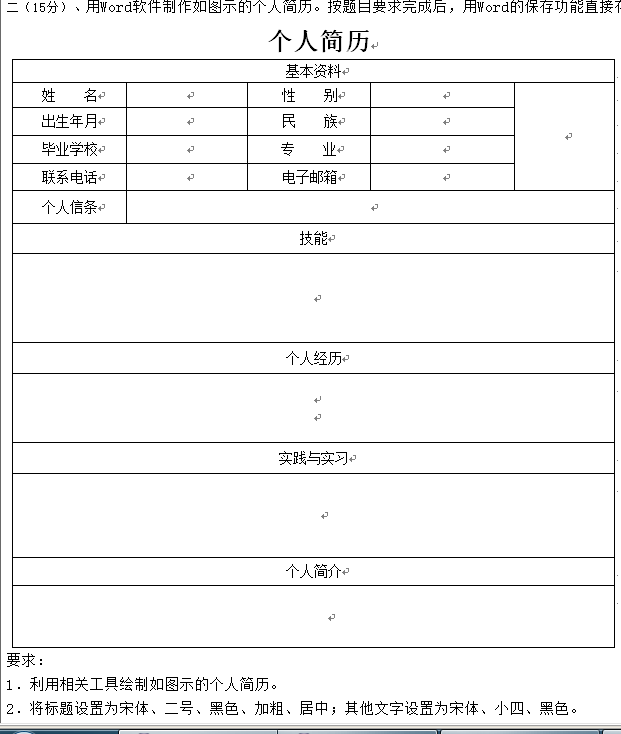 二（15分）、用Word软件制作如图示的个人简历。按题目要求完成后，用Word的保存功能直接
个人简历
基本资料
姓 名 性 别
出生年月 民 族
毕业学校 专 业
联系电话 电子邮箱
个人信条
技能
个人经历
实践与实习
个人简介
要求：
1．利用相关工具绘制如图示的个人简历。
2．将标题设置为宋体、二号、黑色、加粗、居中；其他文字设置为宋体、小四、黑色。